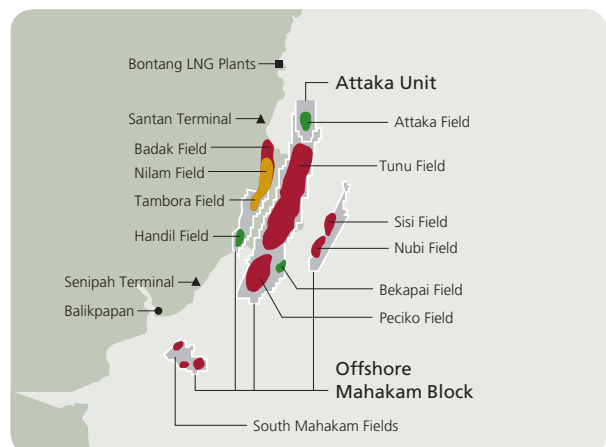 Bontang LNG Plants
Attaka Unit
Santan Terminal
Attaka Field
Badak Field
Tunu Field
Nilam Field
Tambora Field
Sisi Field
Handil Field
Nubi Field
Senipah Terminal
Bekapai Field
Balikpapan
Peciko Field
Offshore
Mahakam Block
South Mahakam Fields